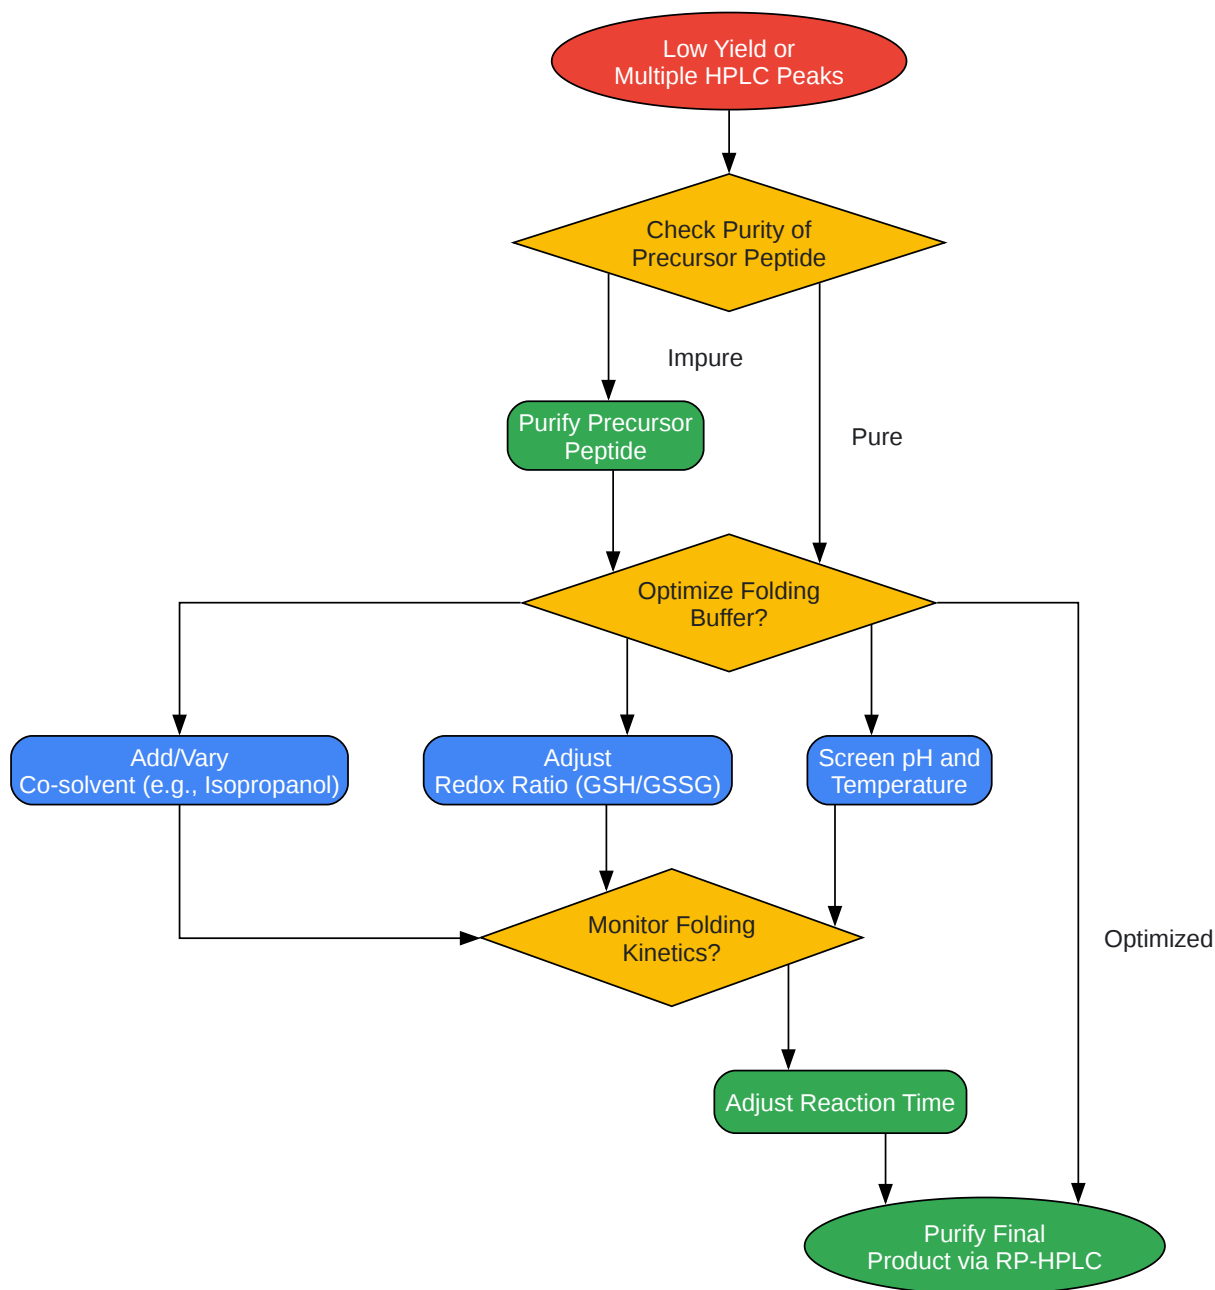 Low Yield or
Multiple HPLC Peaks
Check Purity of
Precursor Peptide
Impure
Purify Precursor
Peptide
Pure
Optimize Folding
Buffer?
Add/Vary
Co-solvent (e.g., Isopropanol)
Adjust
Redox Ratio (GSH/GSSG)
Screen pH and
Temperature
Monitor Folding
Kinetics?
Optimized
Adjust Reaction Time
Purify Final
Product via RP-HPLC